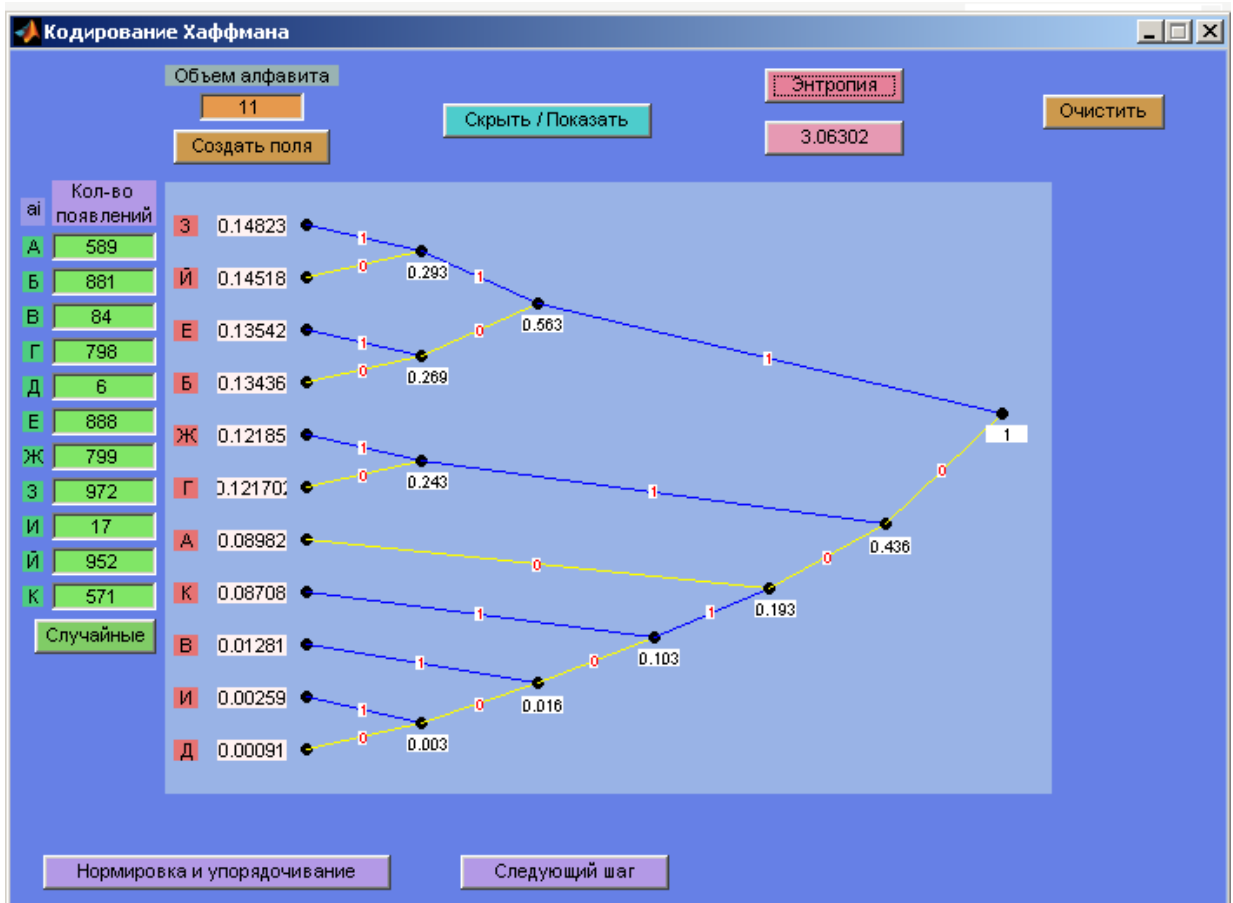 Кодирование Хаффмана
Объем алфавита
11
Создать поля
Скрыть / Показать
Энтропия
3.06302
Очистить
ai
Кол-во
появлений
А 589
Б 881
В 84
Г 798
Д 6
Е 888
Ж 799
З 972
И 17
Й 952
К 571
Случайные
З 0.14823
Й 0.14518
Е 0.13542
Б 0.13436
Ж 0.12185
Г 0.121702
А 0.08982
К 0.08708
В 0.01281
И 0.00259
Д 0.00091
1
0
0.293
1
0.563
1
0
0
0.269
1
1
1
0
0.243
1
0
0.436
0
0
0.193
1
1
0.103
1
0
0.016
1
0
0
0.003
Нормировка и упорядочивание
Следующий шаг